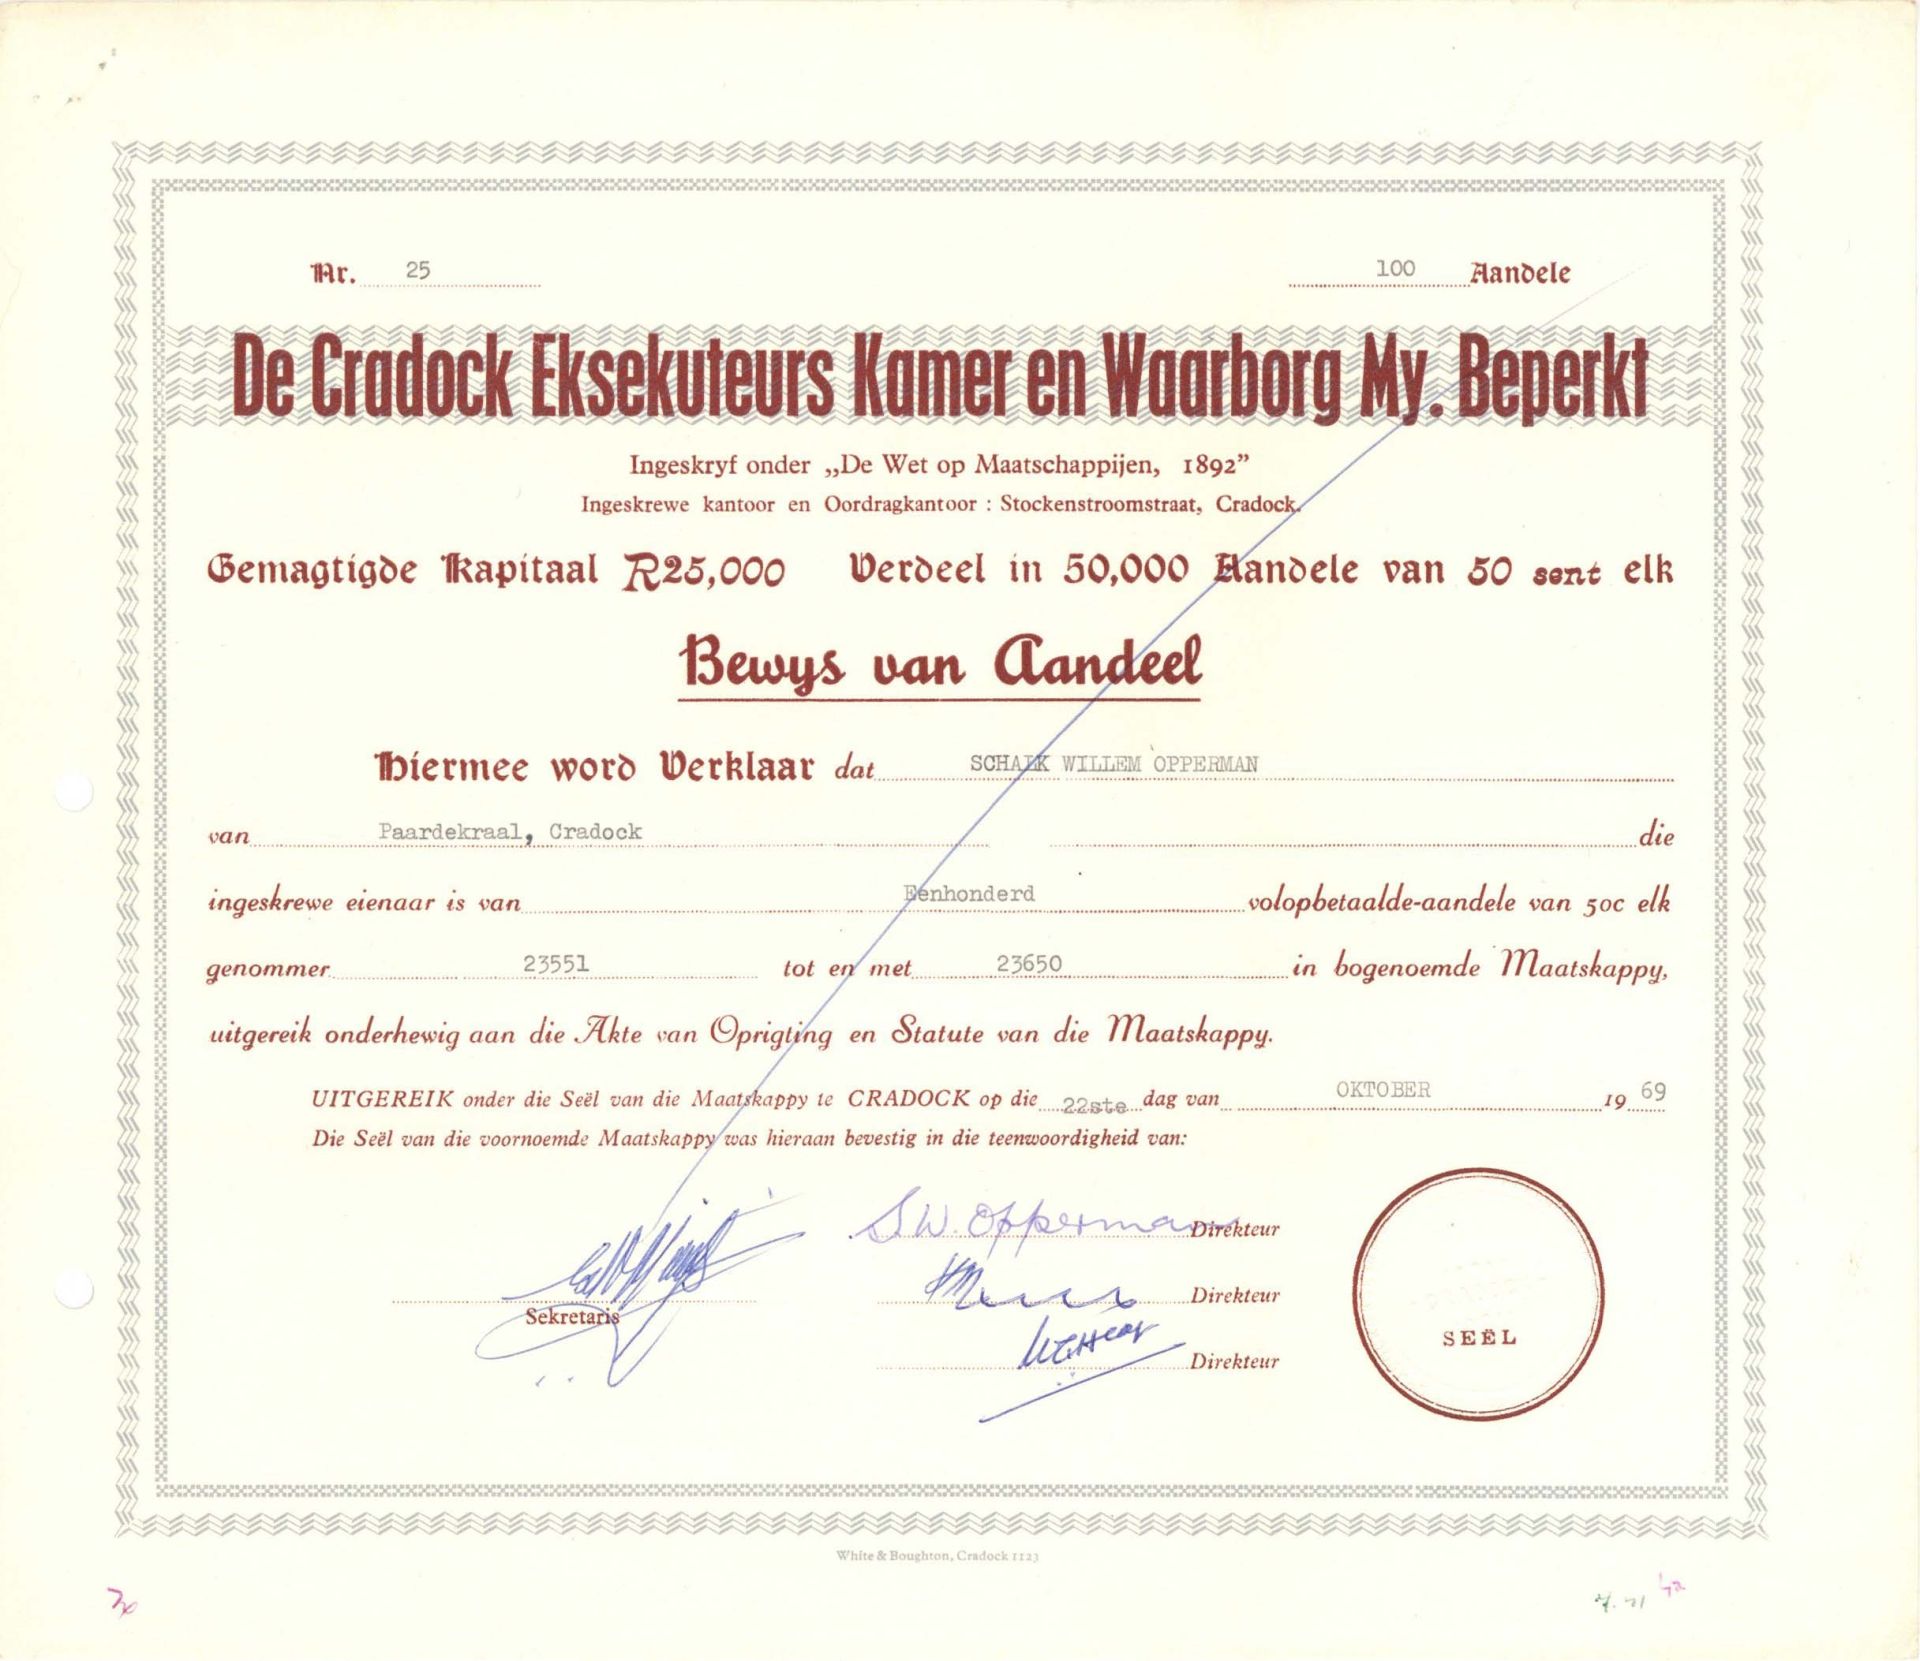 Nr. 25 100 Aandele
De Cradock Eksekuteurs Kamer en Waarborg My. Beperkt
Ingeskryf onder „De Wet op Maatschappijen, 1892”
Ingeskrewe kantoor en Oordragkantoor : Stockenstroomstraat, Cradock.
Gemagtigde Kapitaal R25,000 Verdeel in 50,000 Aandele van 50 sent elk
Bewys van Aandeel
Hiermee word Verklaar dat SCHALK WILLEM OPPERMAN
van Paardekraal, Cradock die
ingeskrewe eienaar is van Eenhonderd volopbetaalde-aandele van 50c elk
genommer 23551 tot en met 23650 in bogenoemde Maatskappy,
uitgereik onderhewig aan die Akte van Oprigting en Statute van die Maatskappy.
UITGEREIK onder die Seël van die Maatskappy te CRADOCK op die 22ste dag van OKTOBER 19 69
Die Seël van die voornoemde Maatskappy was hieraan bevestig in die teenwoordigheid van:
S.W. Opperman Direkteur
Direkteur
Sekretaris
Direkteur
SEËL
White & Boughton, Cradock 1123